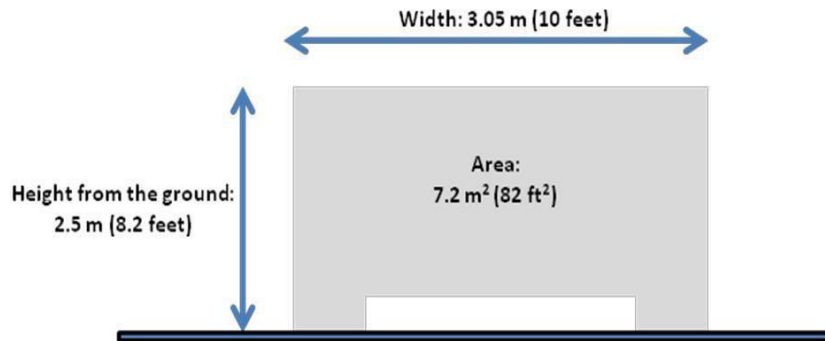 Width: 3.05 m (10 feet)
Area:
7.2 m² (82 ft²)
Height from the ground:
2.5 m (8.2 feet)